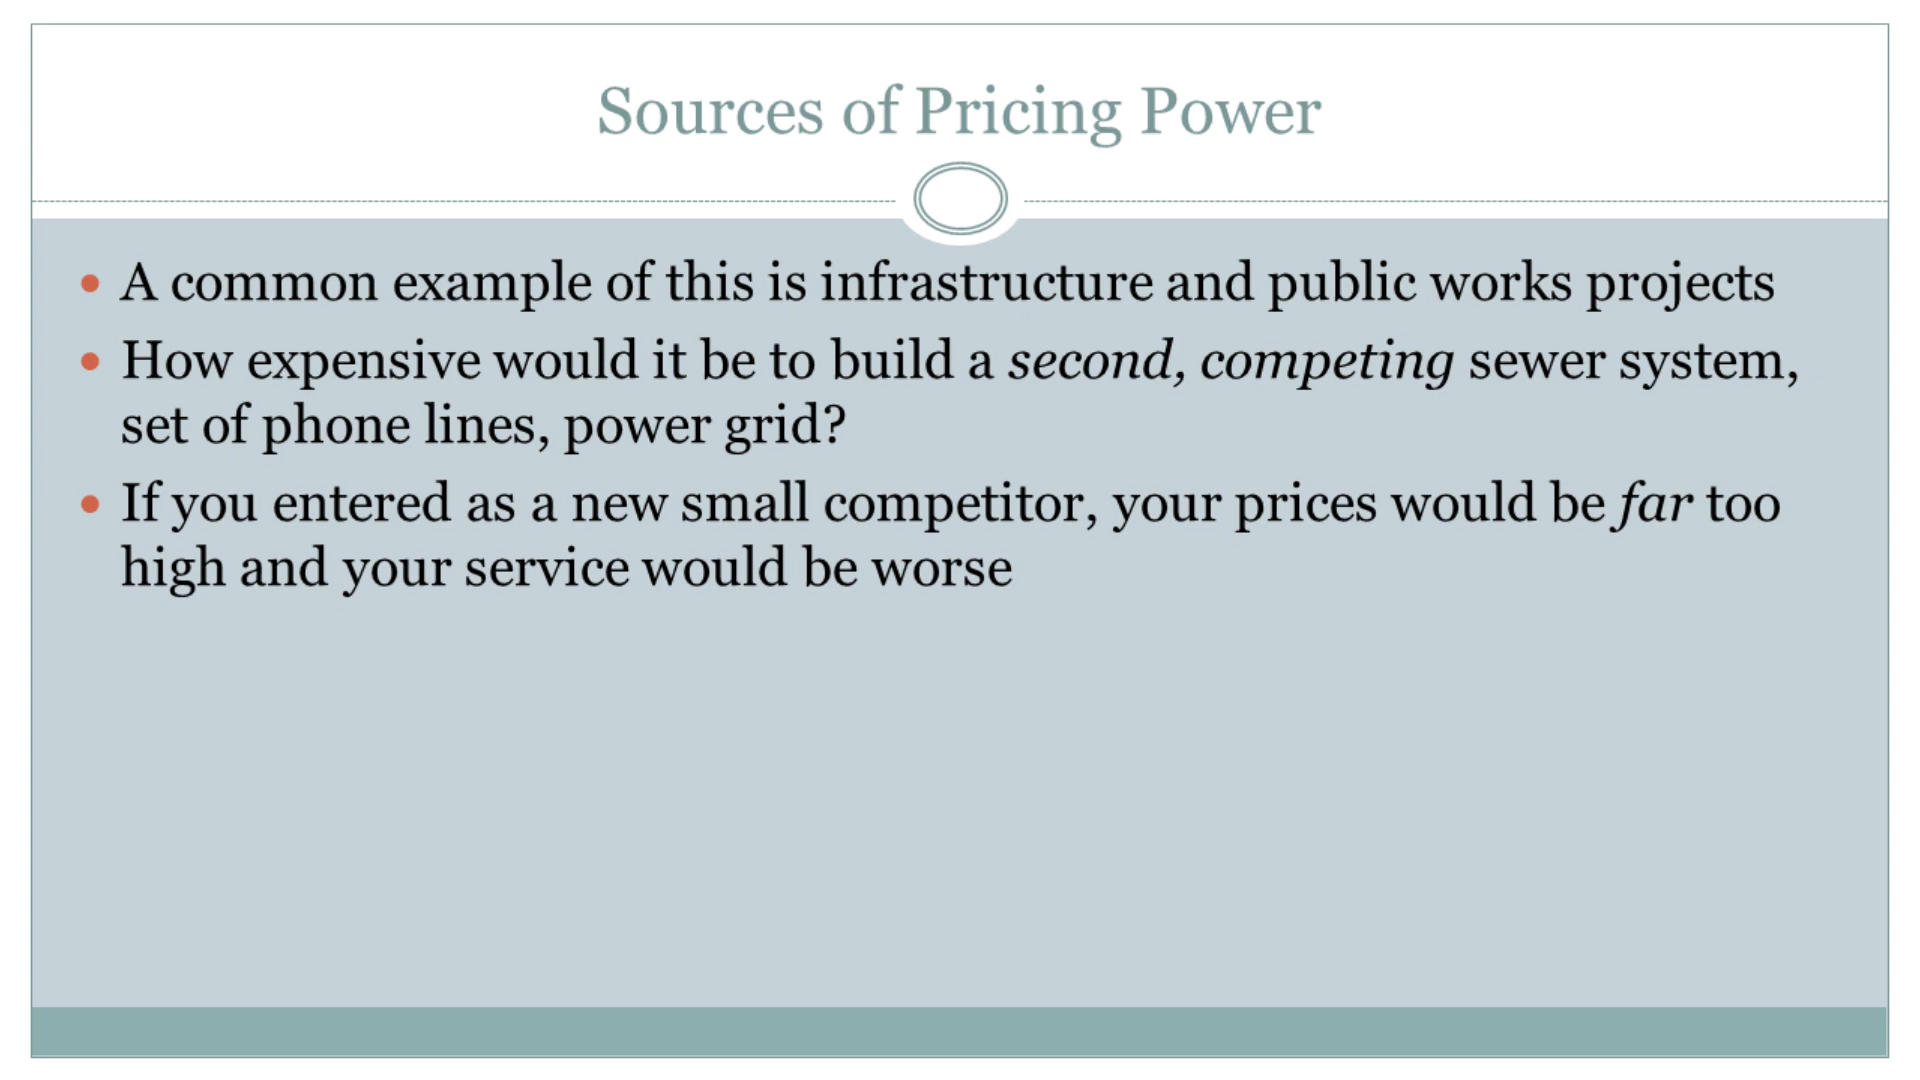 Sources of Pricing Power
A common example of this is infrastructure and public works projects
How expensive would it be to build a second, competing sewer system,
set of phone lines, power grid?
If you entered as a new small competitor, your prices would be far too
high and your service would be worse